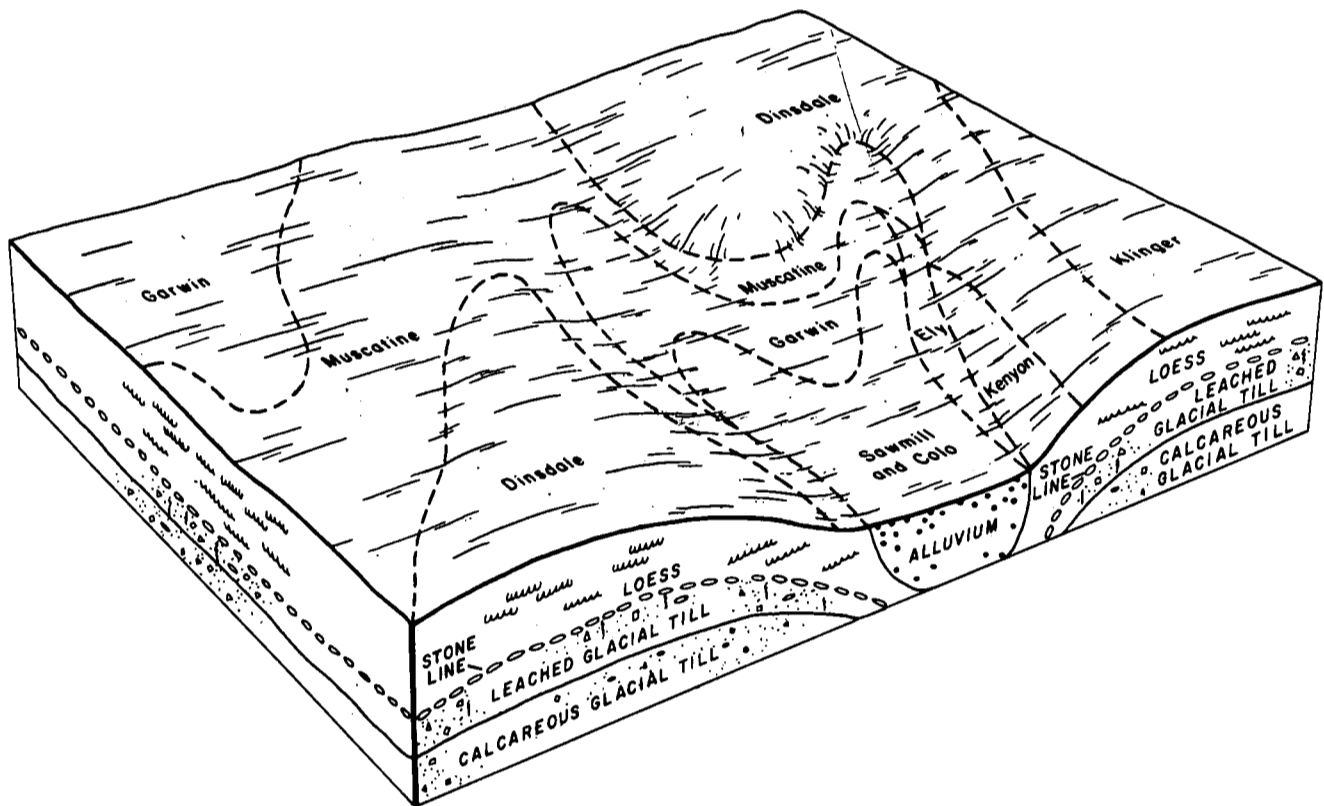 Dinsdale
Klinger
Garwin
Muscatine
Muscatine
Garwin
Ely
Kenyon
Dinsdale
Sawmill
and Colo
LOESS
LEACHED
GLACIAL TILL
CALCAREOUS
GLACIAL TILL
STONE
LINE
ALLUVIUM
LOESS
STONE
LINE
LEACHED GLACIAL TILL
CALCAREOUS GLACIAL TILL